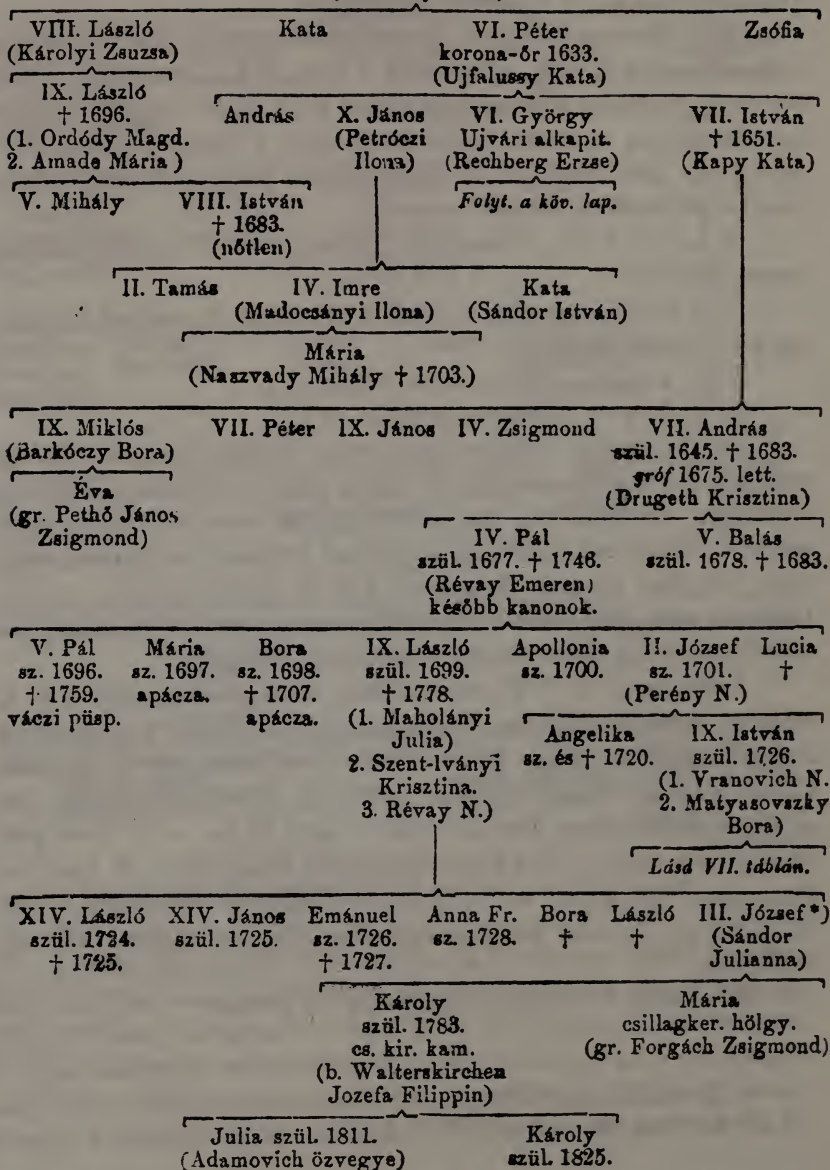 VIII. László Kata VI. Péter Zsófia
(Károlyi Zsuzsa) korona-őr 1633.
(Ujfalussy Kata)
IX. László
† 1696.
(1. Ordódy Magd.
2. Amade Mária )
András X. János VI. György VII. István
(Petróczi Ujvári alkapit. † 1651.
Ilona) (Rechberg Erzse) (Kapy Kata)
V. Mihály VIII. István Folyt. a köv. lap.
† 1683.
(nőtlen)
II. Tamás IV. Imre Kata
(Madocsányi Ilona) (Sándor István)
Mária
(Naszvady Mihály † 1703.)
IX. Miklós VII. Péter IX. János IV. Zsigmond VII. András
(Barkóczy Bora) szül. 1645. † 1683.
gróf 1675. lett.
(Drugeth Krisztina)
Éva
(gr. Pethő János
Zsigmond)
IV. Pál V. Balás
szül. 1677. † 1746. szül. 1678. † 1683.
(Révay Emeren)
később kanonok.
V. Pál Mária Bora IX. László Apollonia II. József Lucia
sz. 1696. sz. 1697. sz. 1698. szül. 1699. sz. 1700. sz. 1701. †
† 1759. apácza. † 1707. † 1778. (Perény N.)
váczi püsp. apácza. (1. Maholányi
Julia)
2. Szent-Iványi
Krisztina.
3. Révay N.)
Angelika IX. István
sz. és † 1720. szül. 1726.
(1. Vranovich N.
2. Matyasovszky
Bora)
Lásd VII. táblán.
XIV. László XIV. János Emánuel Anna Fr. Bora László III. József*)
szül. 1724. szül. 1725. sz. 1726. sz. 1728. † † (Sándor
† 1725. † 1727. Julianna)
Károly Mária
szül. 1783. csillagker. hölgy.
cs. kir. kam. (gr. Forgách Zsigmond)
(b. Walterskirchen
Jozefa Filippin)
Julia szül. 1811. Károly
(Adamovich özvegye) szül. 1825.